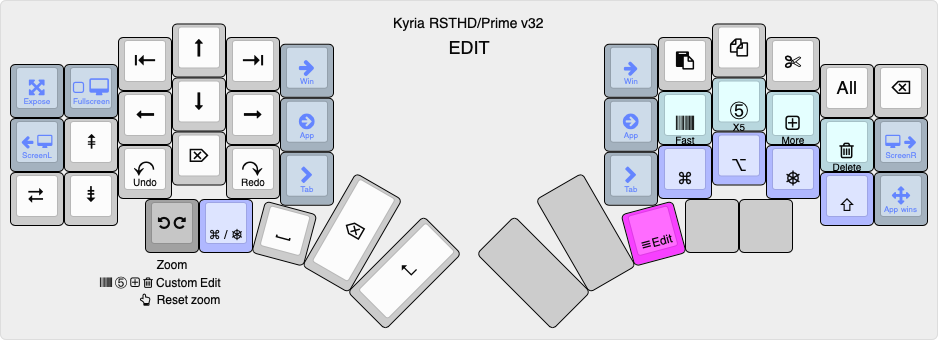 Kyria RSTHD/Prime v32
EDIT
Win
Win
All
Expose
Fullscreen
App
App
Fast
X5
More
ScreenL
Delete
ScreenR
Undo
Redo
Tab
Tab
⌘
⌥
App wins
⌘ / ☸
≡Edit
Zoom
Custom Edit
Reset zoom